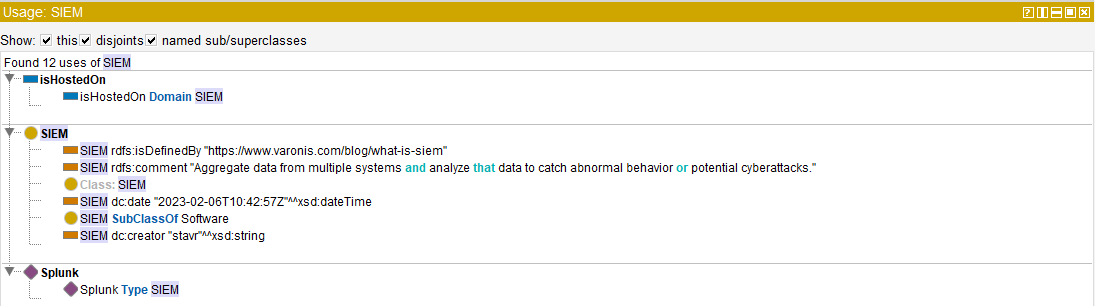 Usage: SIEM
Show: this disjoints named sub/superclasses
Found 12 uses of SIEM
isHostedOn
isHostedOn Domain SIEM
SIEM
SIEM rdfs:isDefinedBy "https://www.varonis.com/blog/what-is-siem"
SIEM rdfs:comment "Aggregate data from multiple systems and analyze that data to catch abnormal behavior or potential cyberattacks."
Class: SIEM
SIEM dc:date "2023-02-06T10:42:57Z"^^xsd:dateTime
SIEM SubClassOf Software
SIEM dc:creator "stavr"^^xsd:string
Splunk
Splunk Type SIEM